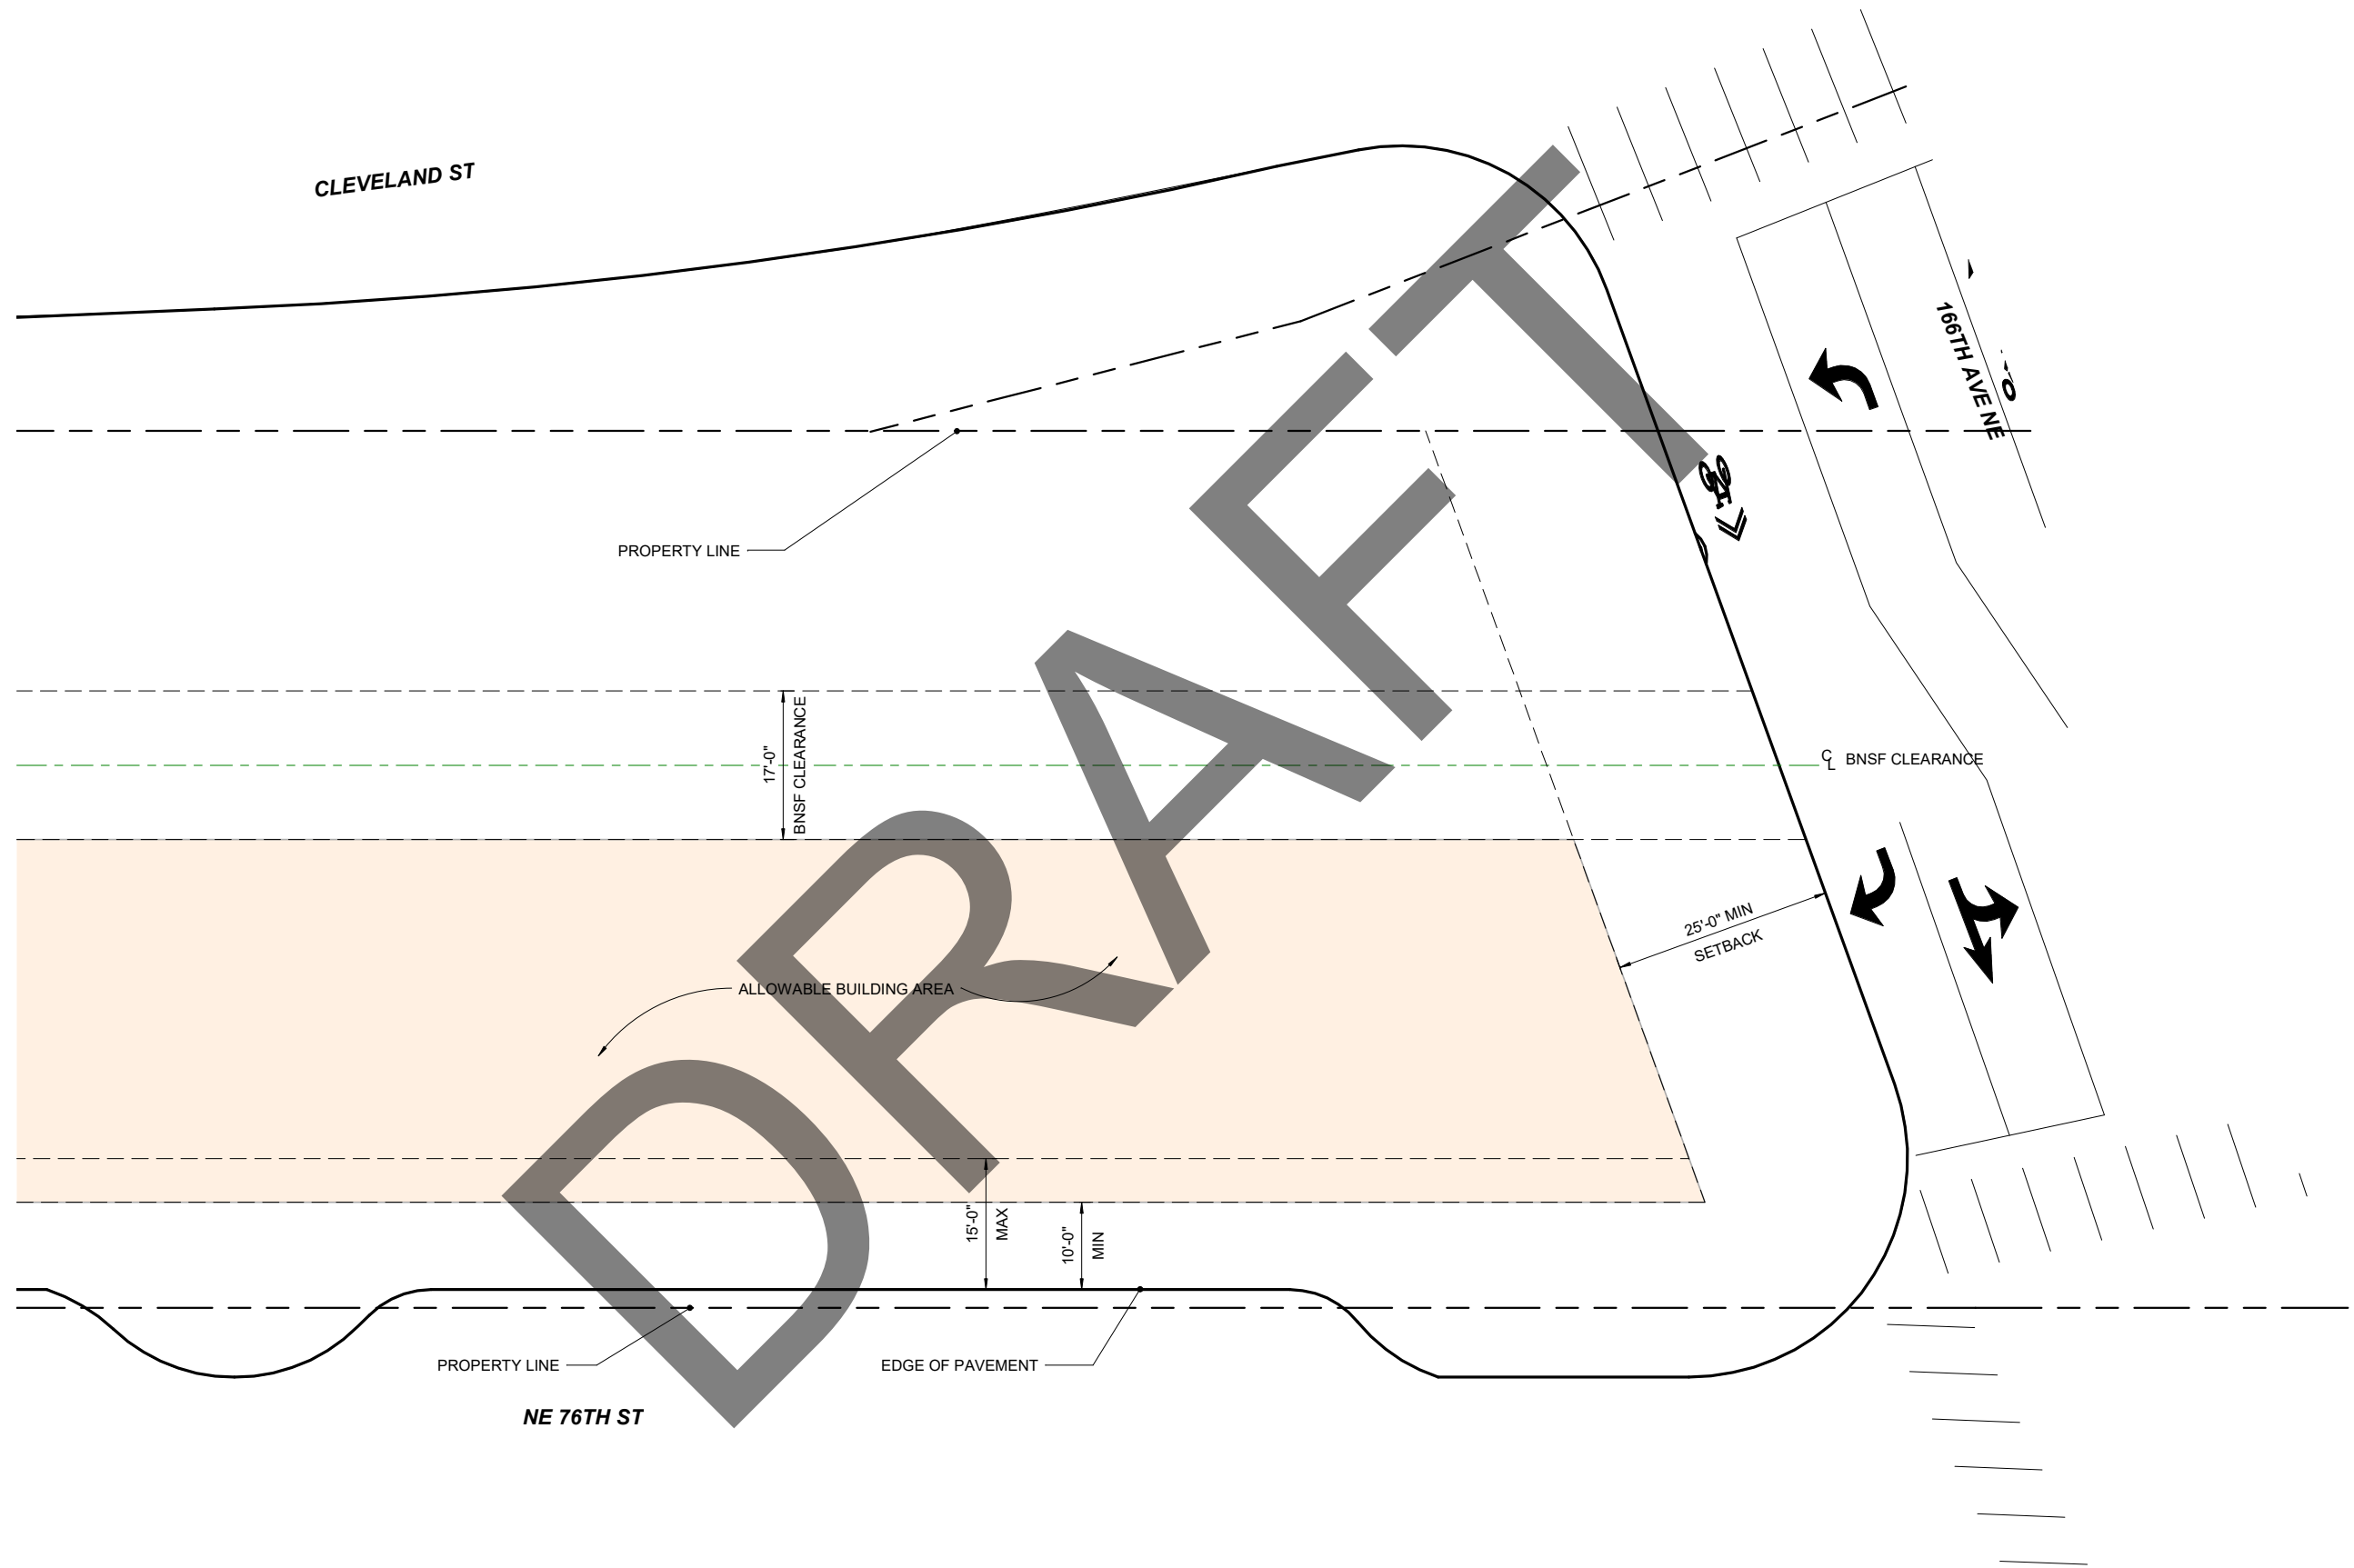 CLEVELAND ST
166TH AVE NE
PROPERTY LINE
17'-0"
BNSF CLEARANCE
CL BNSF CLEARANCE
25'-0" MIN
SETBACK
ALLOWABLE BUILDING AREA
15'-0"
MAX
10'-0"
MIN
PROPERTY LINE
EDGE OF PAVEMENT
NE 76TH ST
DRAFT